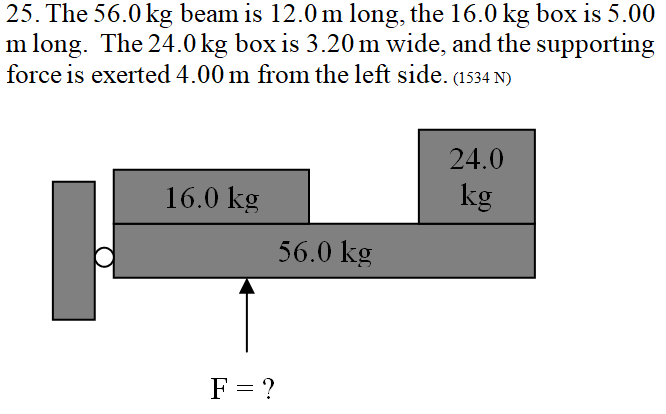 25. The 56.0 kg beam is 12.0 m long, the 16.0 kg box is 5.00
m long. The 24.0 kg box is 3.20 m wide, and the supporting
force is exerted 4.00 m from the left side. (1534 N)
24.0
kg
16.0 kg
56.0 kg
F = ?